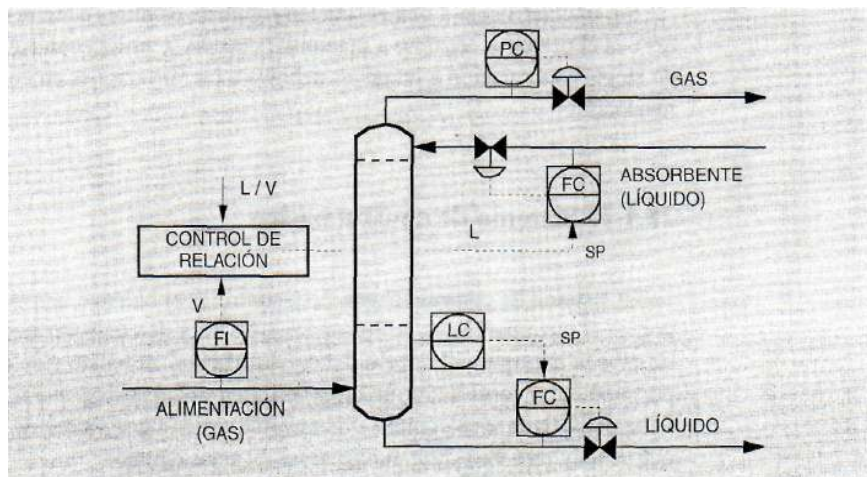 PC
GAS
ABSORBENTE
(LÍQUIDO)
FC
L / V
CONTROL DE
RELACIÓN
L
SP
V
FI
LC
SP
ALIMENTACIÓN
(GAS)
FC
LÍQUIDO